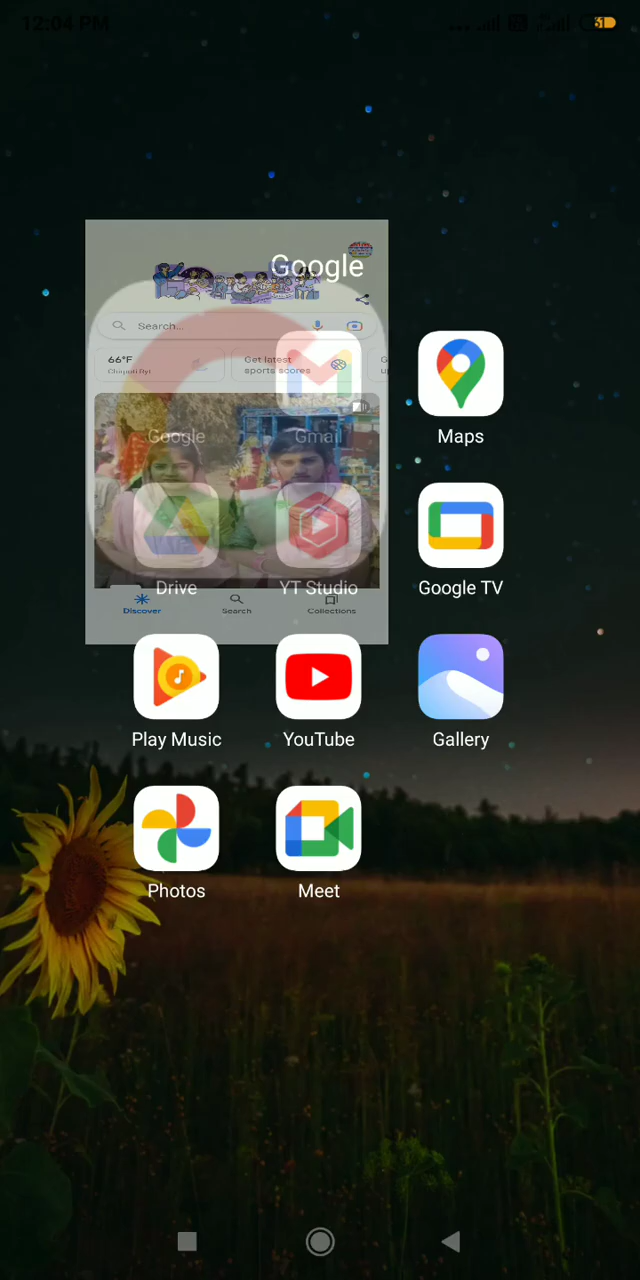 12:04 PM
51
Google
Search...
66°F
Get latest
sports scores
G
Google
Gmail
Maps
Drive
YT Studio
Google TV
Discover
Search
Collections
Play Music
YouTube
Gallery
Photos
Meet